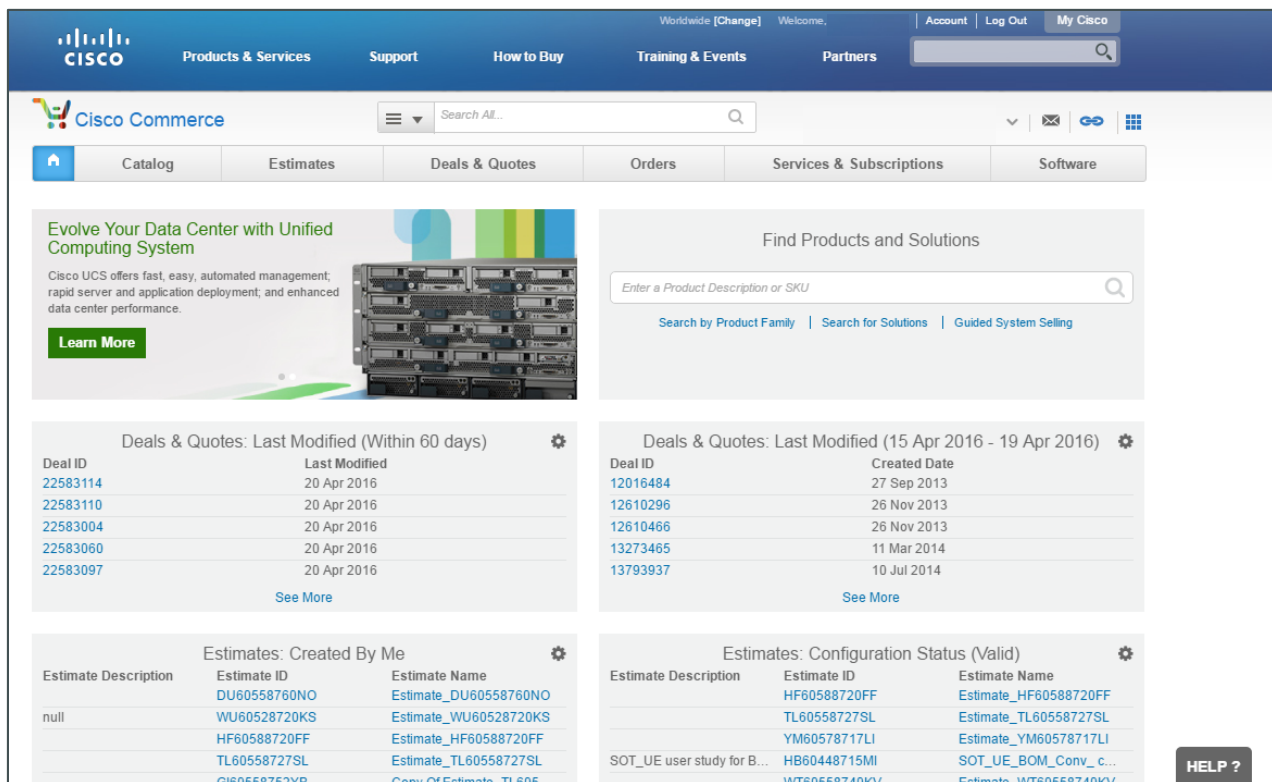 Worldwide [Change] Welcome, Account Log Out My Cisco
CISCO Products & Services Support How to Buy Training & Events Partners
Cisco Commerce Search All...
Catalog Estimates Deals & Quotes Orders Services & Subscriptions Software
Evolve Your Data Center with Unified
Computing System
Cisco UCS offers fast, easy, automated management;
rapid server and application deployment; and enhanced
data center performance.
Learn More
Find Products and Solutions
Enter a Product Description or SKU
Search by Product Family | Search for Solutions | Guided System Selling
Deals & Quotes: Last Modified (Within 60 days)
Deal ID Last Modified
22583114 20 Apr 2016
22583110 20 Apr 2016
22583004 20 Apr 2016
22583060 20 Apr 2016
22583097 20 Apr 2016
See More
Deals & Quotes: Last Modified (15 Apr 2016 - 19 Apr 2016)
Deal ID Created Date
12016484 27 Sep 2013
12610296 26 Nov 2013
12610466 26 Nov 2013
13273465 11 Mar 2014
13793937 10 Jul 2014
See More
Estimates: Created By Me
Estimate Description Estimate ID Estimate Name
DU60558760NO Estimate_DU60558760NO
null WU60528720KS Estimate_WU60528720KS
HF60588720FF Estimate_HF60588720FF
TL60558727SL Estimate_TL60558727SL
Estimates: Configuration Status (Valid)
Estimate Description Estimate ID Estimate Name
HF60588720FF Estimate_HF60588720FF
TL60558727SL Estimate_TL60558727SL
YM60578717LI Estimate_YM60578717LI
SOT_UE user study for B... HB60448715MI SOT_UE_BOM_Conv_ c...
HELP ?